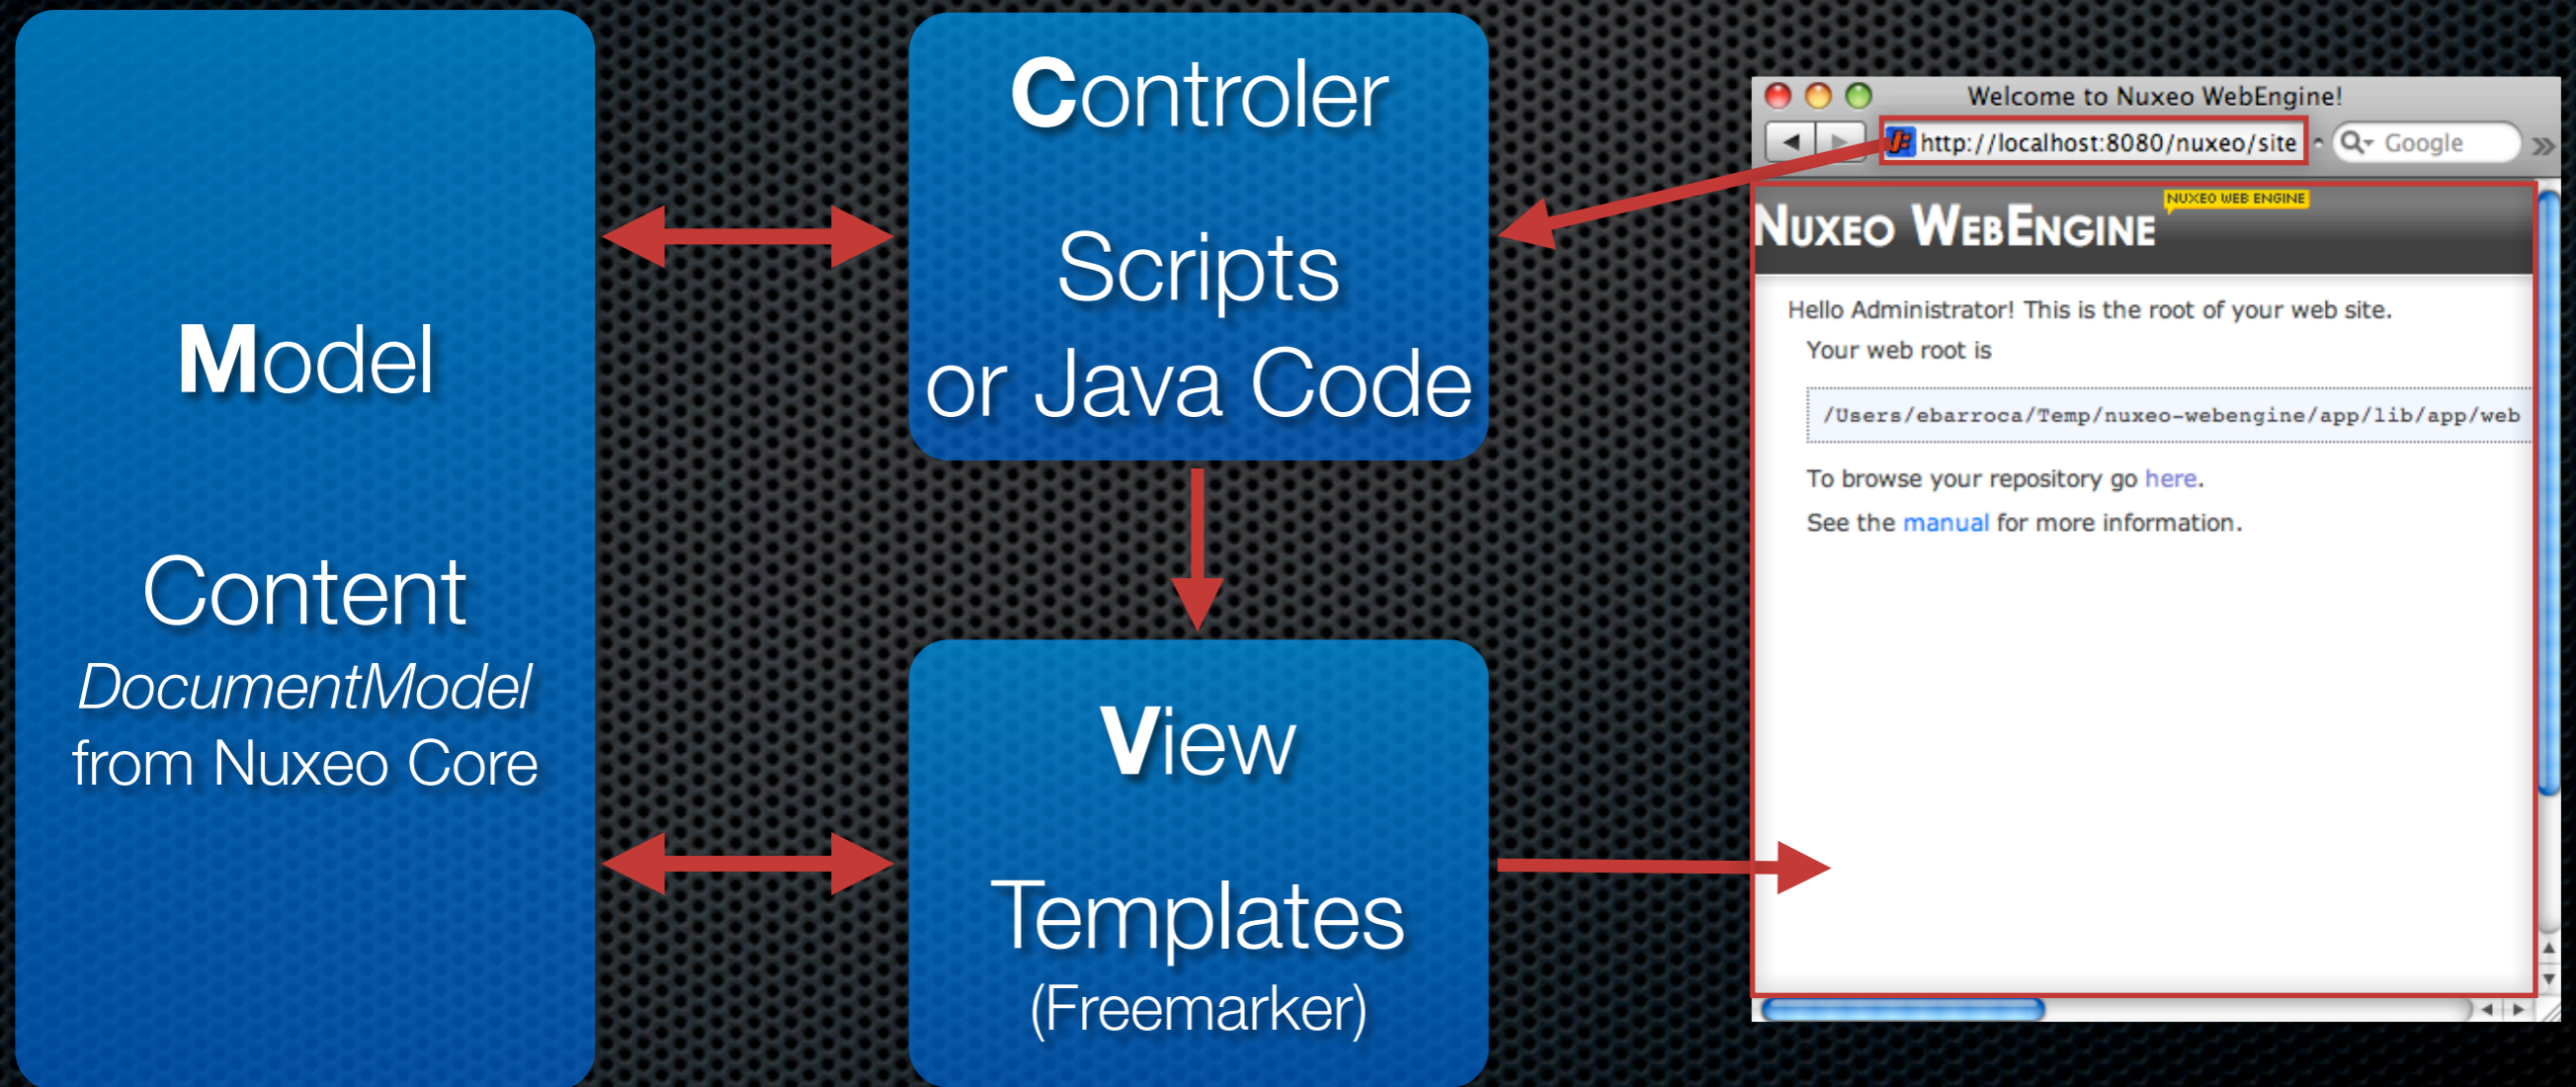 Model
Content
DocumentModel
from Nuxeo Core
Controler
Scripts
or Java Code
View
Templates
(Freemarker)
Welcome to Nuxeo WebEngine!
http://localhost:8080/nuxeo/site
Google
NUXEO WEB ENGINE
NUXEO WEBENGINE
Hello Administrator! This is the root of your web site.
Your web root is
/Users/ebarroca/Temp/nuxeo-webengine/app/lib/app/web
To browse your repository go here.
See the manual for more information.